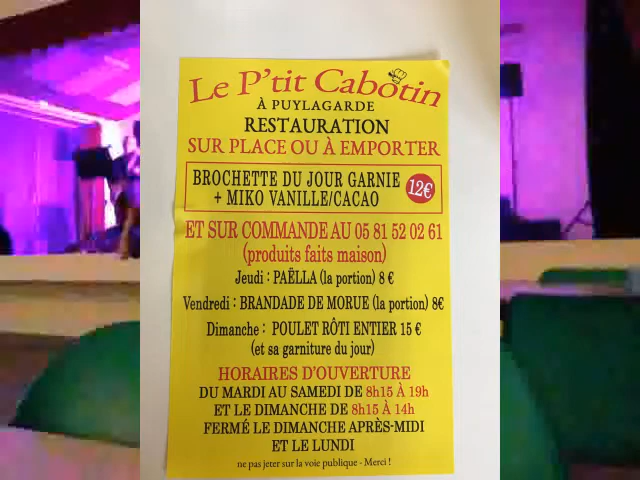 Le P'tit Cabotin
À PUYLAGARDE
RESTAURATION
SUR PLACE OU À EMPORTER
BROCHETTE DU JOUR GARNIE
+ MIKO VANILLE/CACAO
12€
ET SUR COMMANDE AU 05 81 52 02 61
(produits faits maison)
Jeudi : PAËLLA (la portion) 8 €
Vendredi : BRANDADE DE MORUE (la portion) 8€
Dimanche : POULET RÔTI ENTIER 15 €
(et sa garniture du jour)
HORAIRES D'OUVERTURE
DU MARDI AU SAMEDI DE 8h15 À 19h
ET LE DIMANCHE DE 8h15 À 14h
FERMÉ LE DIMANCHE APRÈS-MIDI
ET LE LUNDI
ne pas jeter sur la voie publique - Merci !